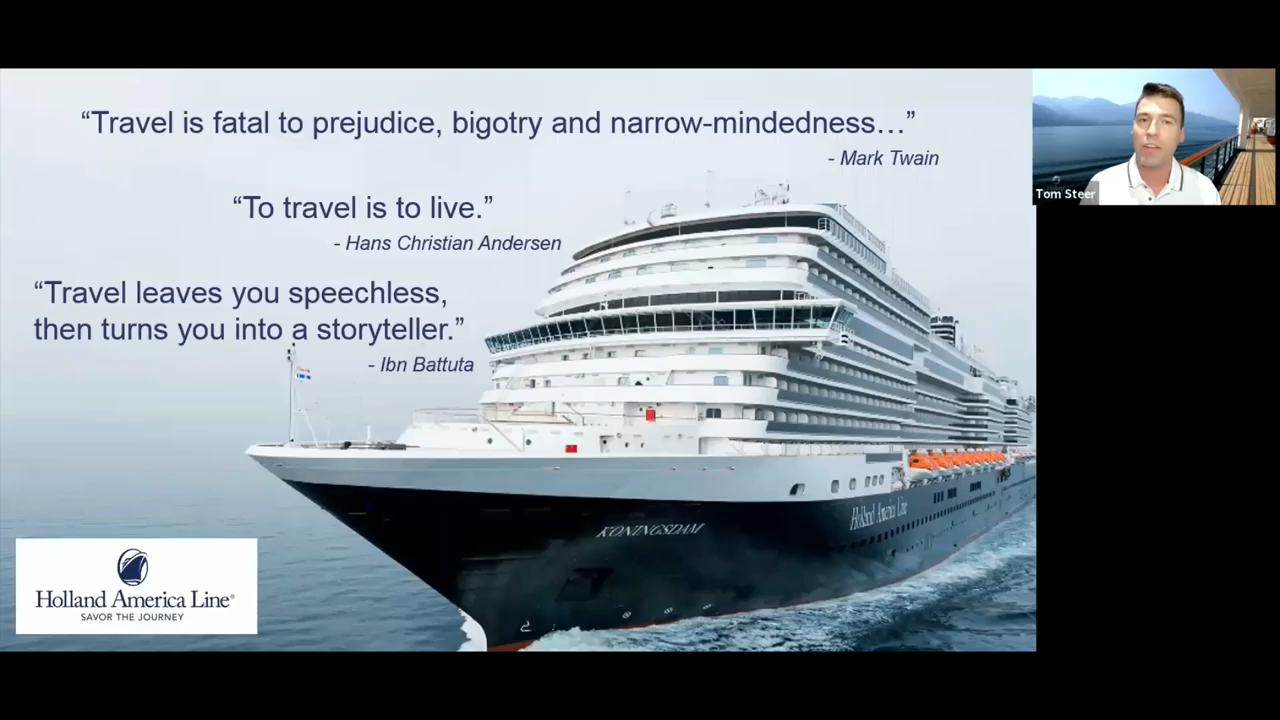 “Travel is fatal to prejudice, bigotry and narrow-mindedness…”
- Mark Twain
“To travel is to live.”
- Hans Christian Andersen
“Travel leaves you speechless,
then turns you into a storyteller.”
- Ibn Battuta
Tom Steer
KONINGSDAM
Holland America Line
Holland America Line®
SAVOR THE JOURNEY